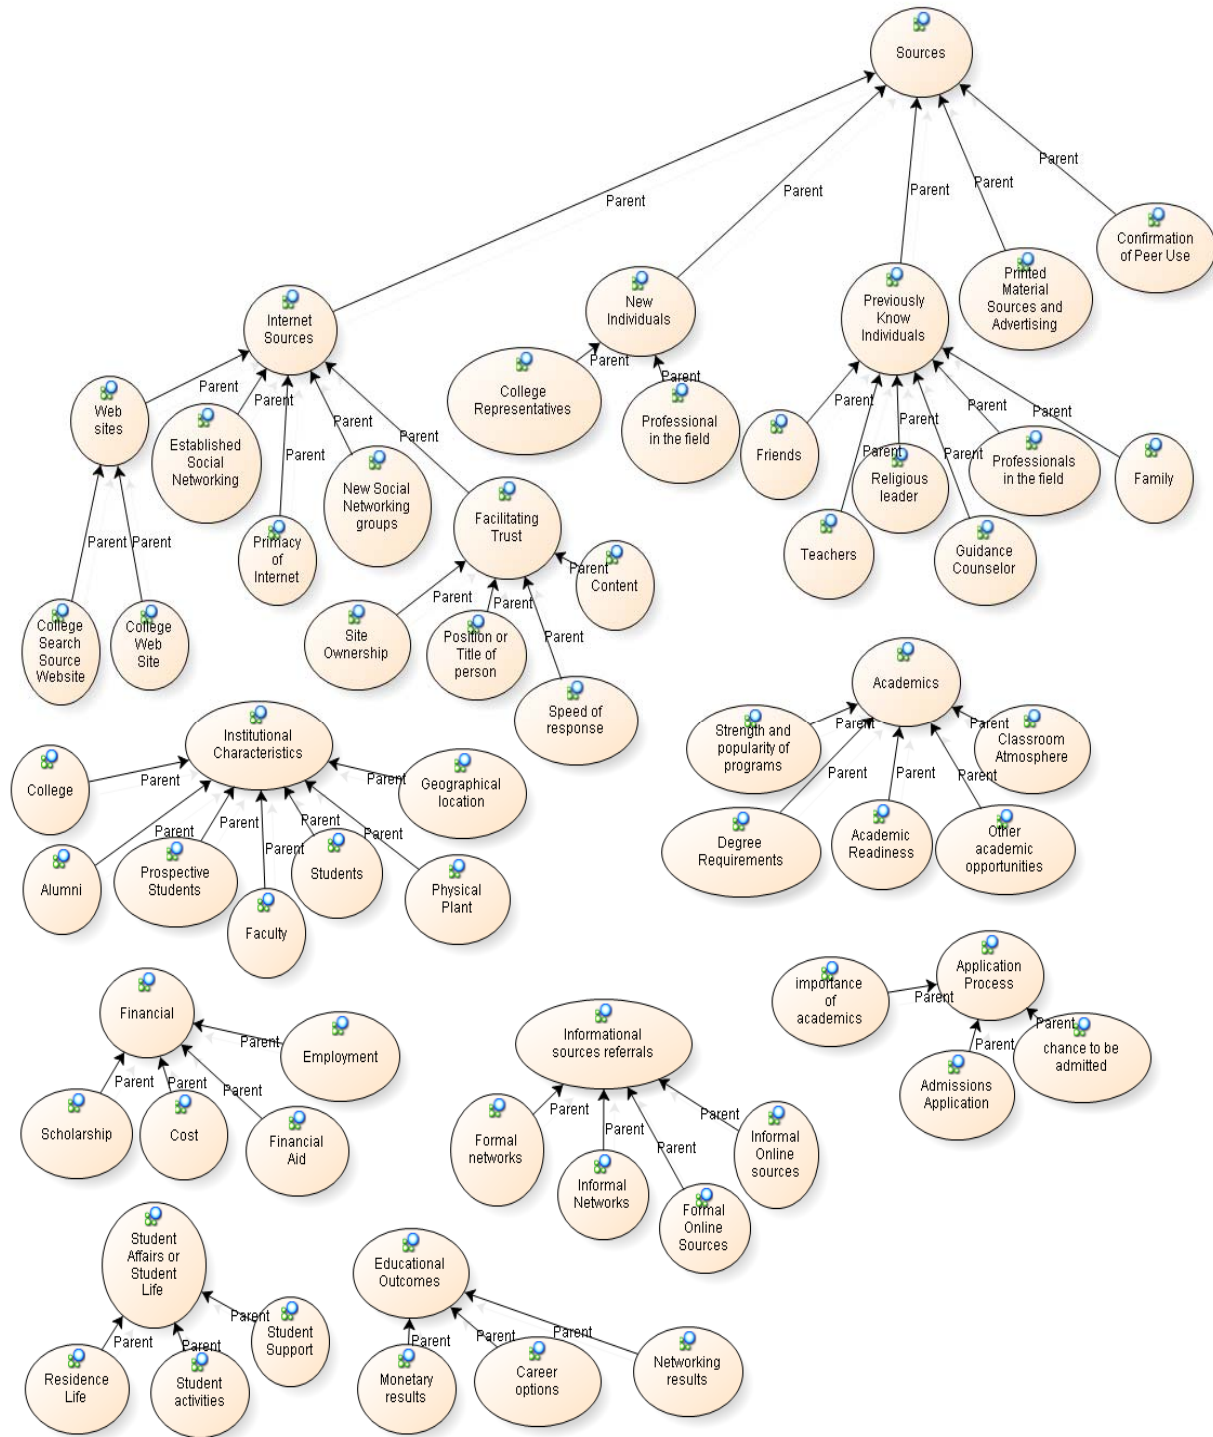 Sources
Parent
Parent
Parent
Parent
Parent
Confirmation
of Peer Use
Printed
Material
Sources and
Advertising
Previously
Know
Individuals
New
Individuals
Internet
Sources
Parent
Parent
Parent
Parent
Parent
Web
sites
Established
Social
Networking
Primacy
of
Internet
New Social
Networking
groups
Facilitating
Trust
Parent
Parent
College
Representatives
Professional
in the field
Parent
Parent
Parent
Parent
Parent
Friends
Teachers
Religious
leader
Guidance
Counselor
Professionals
in the field
Family
Parent
Parent
College
Search
Source
Website
College
Web
Site
Parent
Parent
Parent
Parent
Site
Ownership
Position or
Title of
person
Speed of
response
Content
Institutional
Characteristics
Parent
Parent
Parent
Parent
Parent
Parent
Parent
College
Alumni
Prospective
Students
Faculty
Students
Physical
Plant
Geographical
location
Academics
Parent
Parent
Parent
Parent
Parent
Strength and
popularity of
programs
Degree
Requirements
Academic
Readiness
Other
academic
opportunities
Classroom
Atmosphere
Financial
Parent
Parent
Parent
Parent
Scholarship
Cost
Financial
Aid
Employment
Informational
sources referrals
Parent
Parent
Parent
Parent
Formal
networks
Informal
Networks
Formal
Online
Sources
Informal
Online
sources
Application
Process
Parent
Parent
Parent
importance
of
academics
Admissions
Application
chance to be
admitted
Student
Affairs or
Student
Life
Parent
Parent
Parent
Residence
Life
Student
activities
Student
Support
Educational
Outcomes
Parent
Parent
Parent
Monetary
results
Career
options
Networking
results